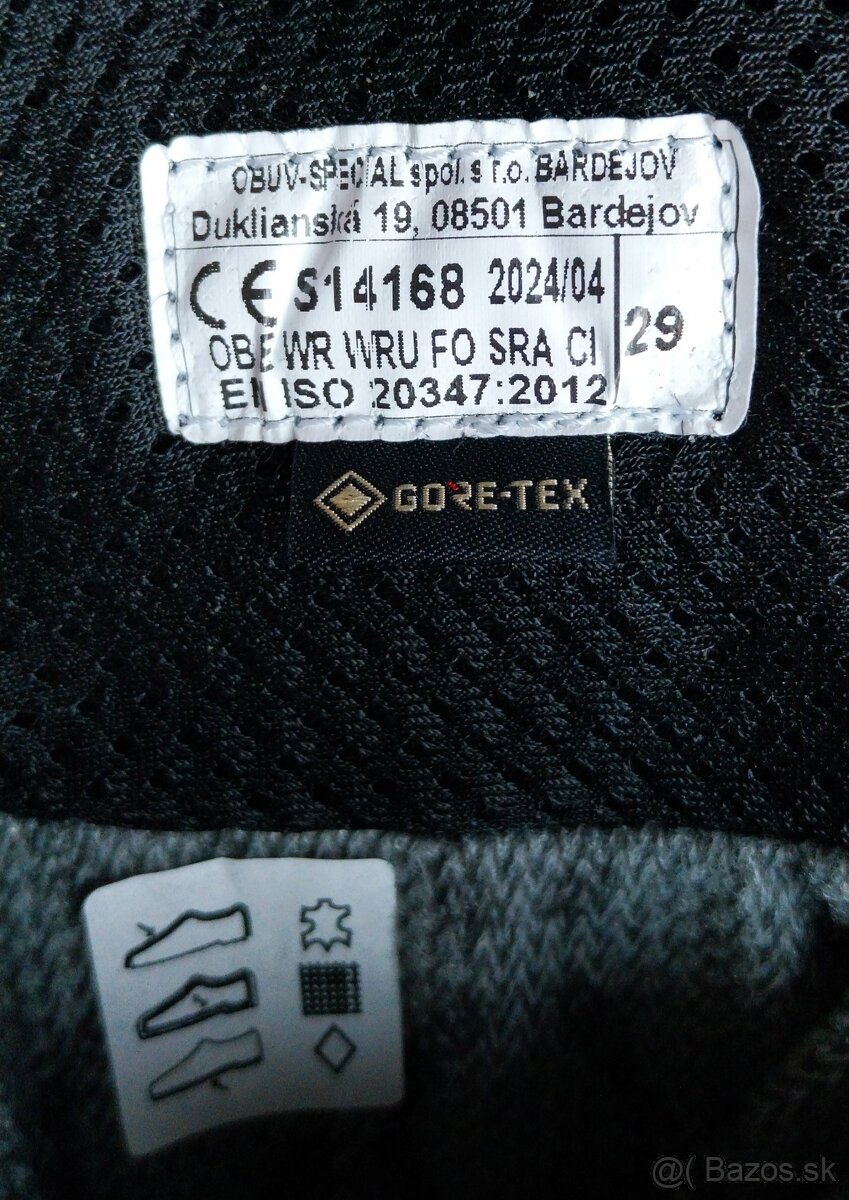 OBUV-SPECIAL spol. s r.o. BARDEJOV
Duklianská 19, 08501 Bardejov
CE S14168 2024/04
29
OBE WR WRU FO SRA CI
EN ISO 20347:2012
GORE-TEX
@( Bazos.sk